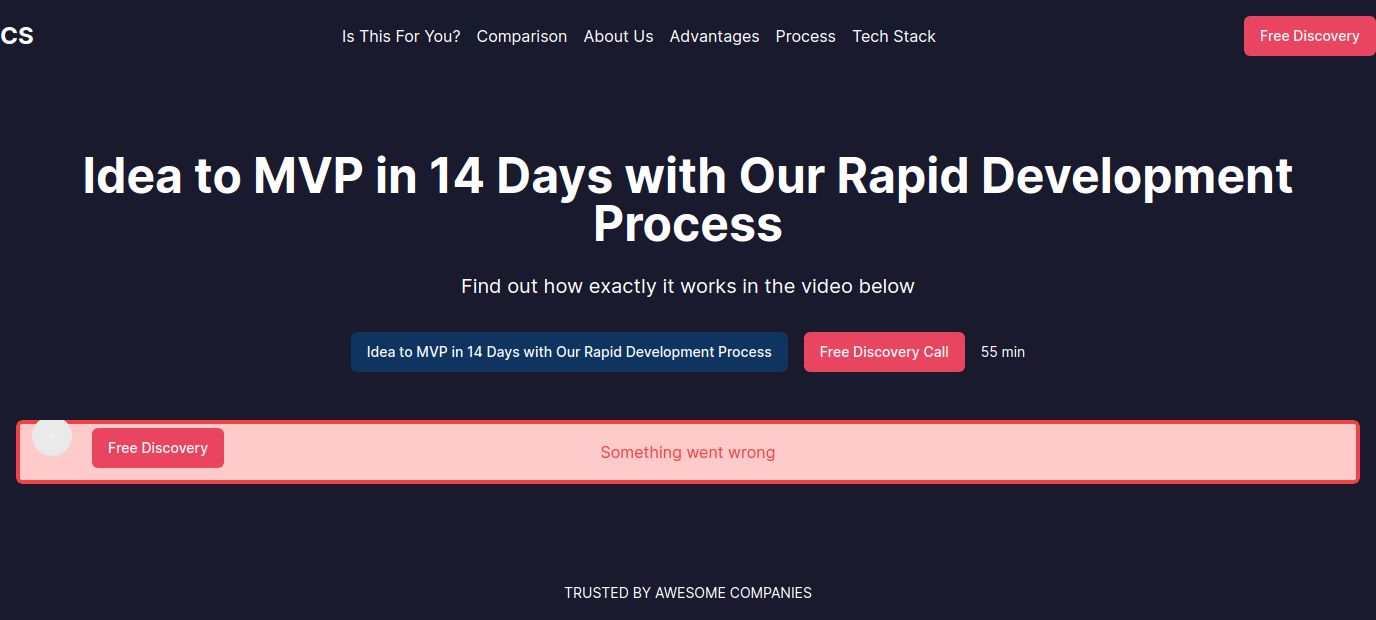 CS
Is This For You? Comparison About Us Advantages Process Tech Stack
Free Discovery
Idea to MVP in 14 Days with Our Rapid Development
Process
Find out how exactly it works in the video below
Idea to MVP in 14 Days with Our Rapid Development Process
Free Discovery Call
55 min
Free Discovery
Something went wrong
TRUSTED BY AWESOME COMPANIES